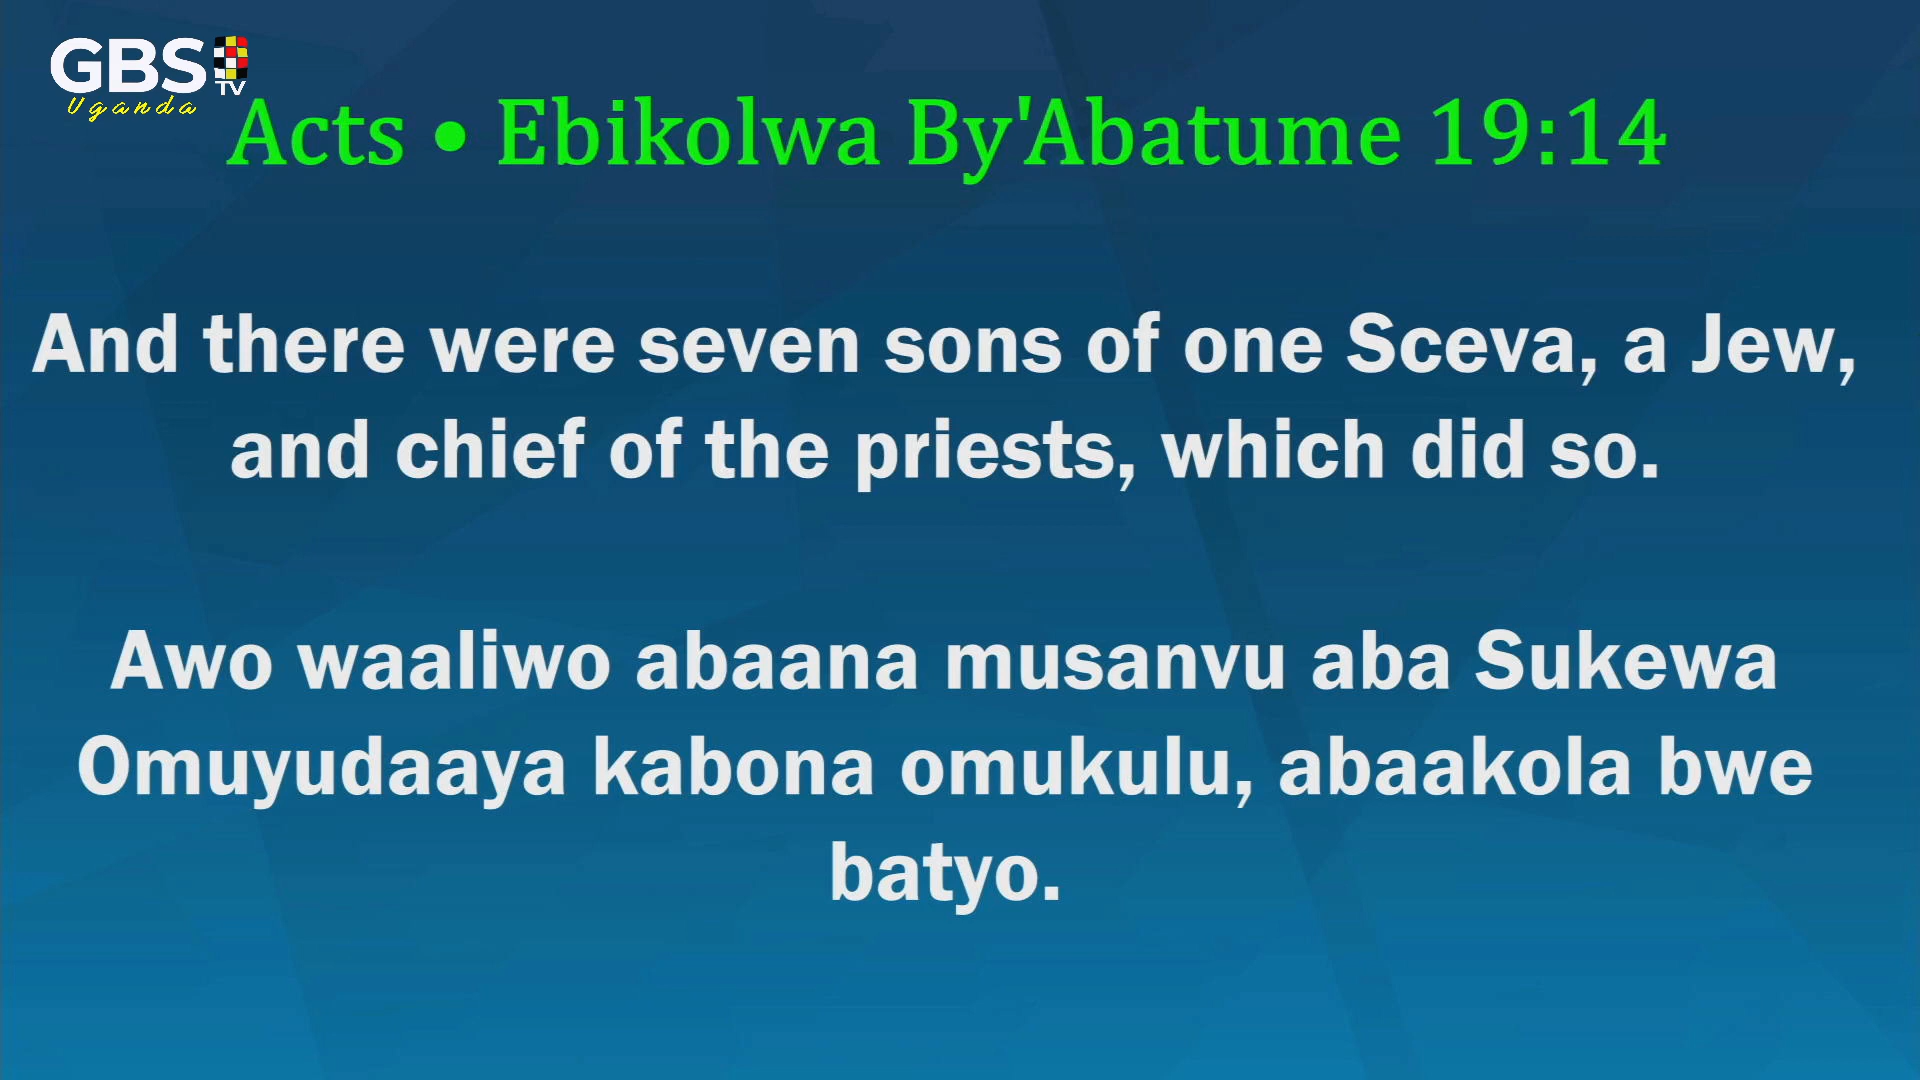 GBS
TV
Uganda
Acts • Ebikolwa By'Abatume 19:14
And there were seven sons of one Sceva, a Jew,
and chief of the priests, which did so.
Awo waaliwo abaana musanvu aba Sukewa
Omuyudaaya kabona omukulu, abaakola bwe
batyo.